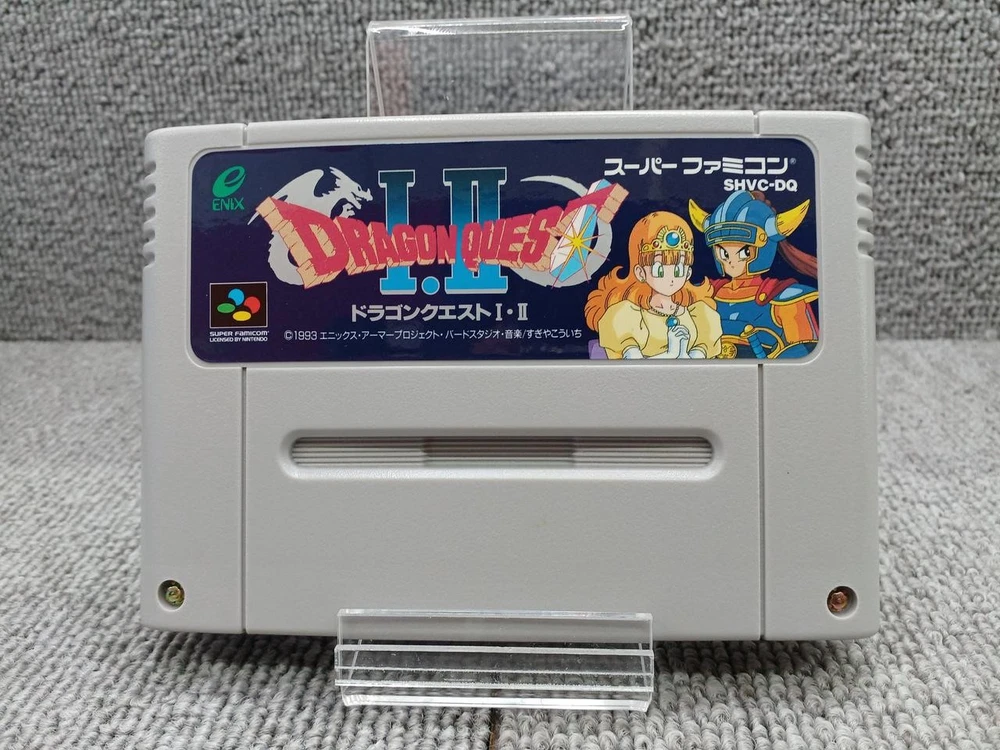 ENIX
I・II
DRAGON QUEST
ドラゴンクエストI・II
スーパーファミコン®
SHVC-DQ
SUPER FAMICOM
LICENSED BY NINTENDO
©1993 エニックス・アーマープロジェクト・バードスタジオ・音楽/すぎやこういち